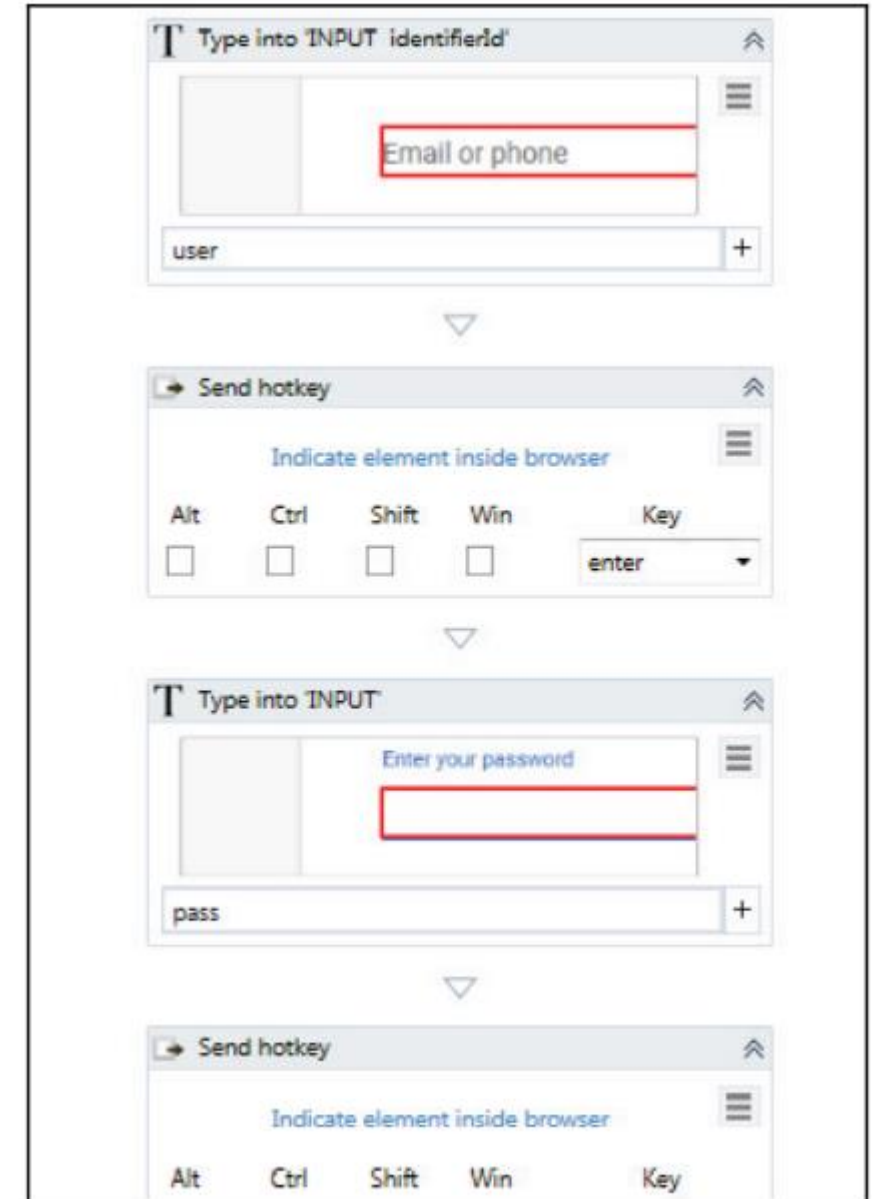 T Type into 'INPUT identifierId'
Email or phone
user +
Send hotkey
Indicate element inside browser
Alt Ctrl Shift Win Key
enter
T Type into 'INPUT'
Enter your password
pass +
Send hotkey
Indicate element inside browser
Alt Ctrl Shift Win Key